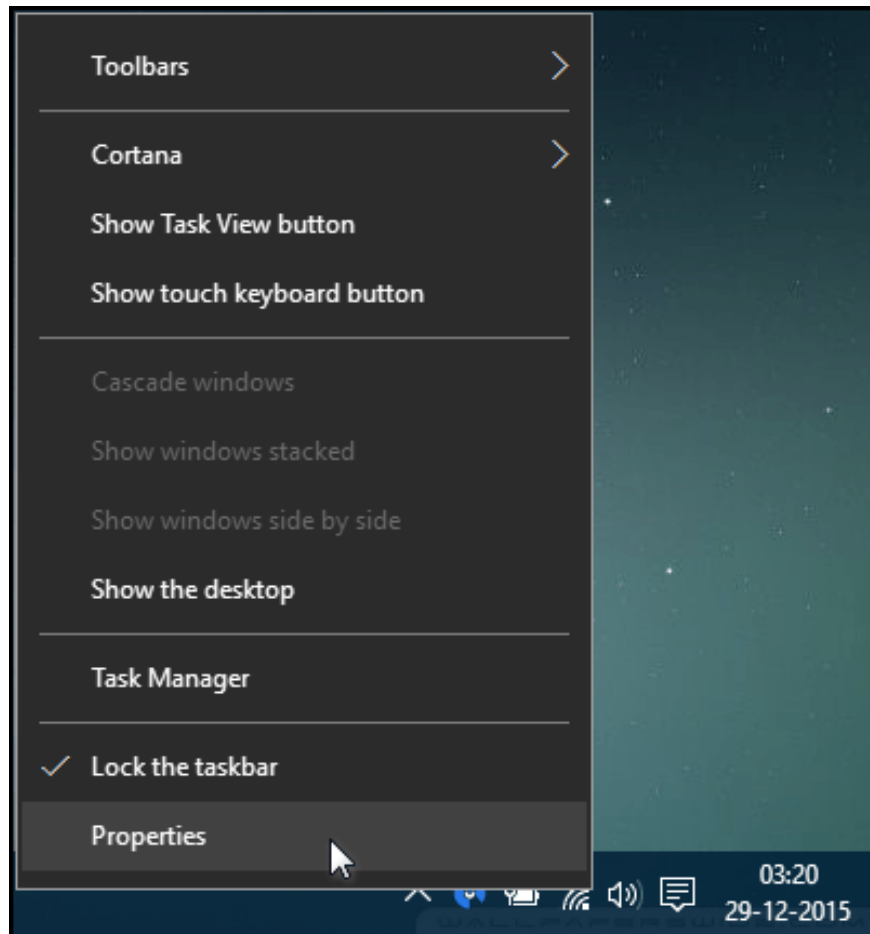 Toolbars
Cortana
Show Task View button
Show touch keyboard button
Cascade windows
Show windows stacked
Show windows side by side
Show the desktop
Task Manager
Lock the taskbar
Properties
03:20
29-12-2015